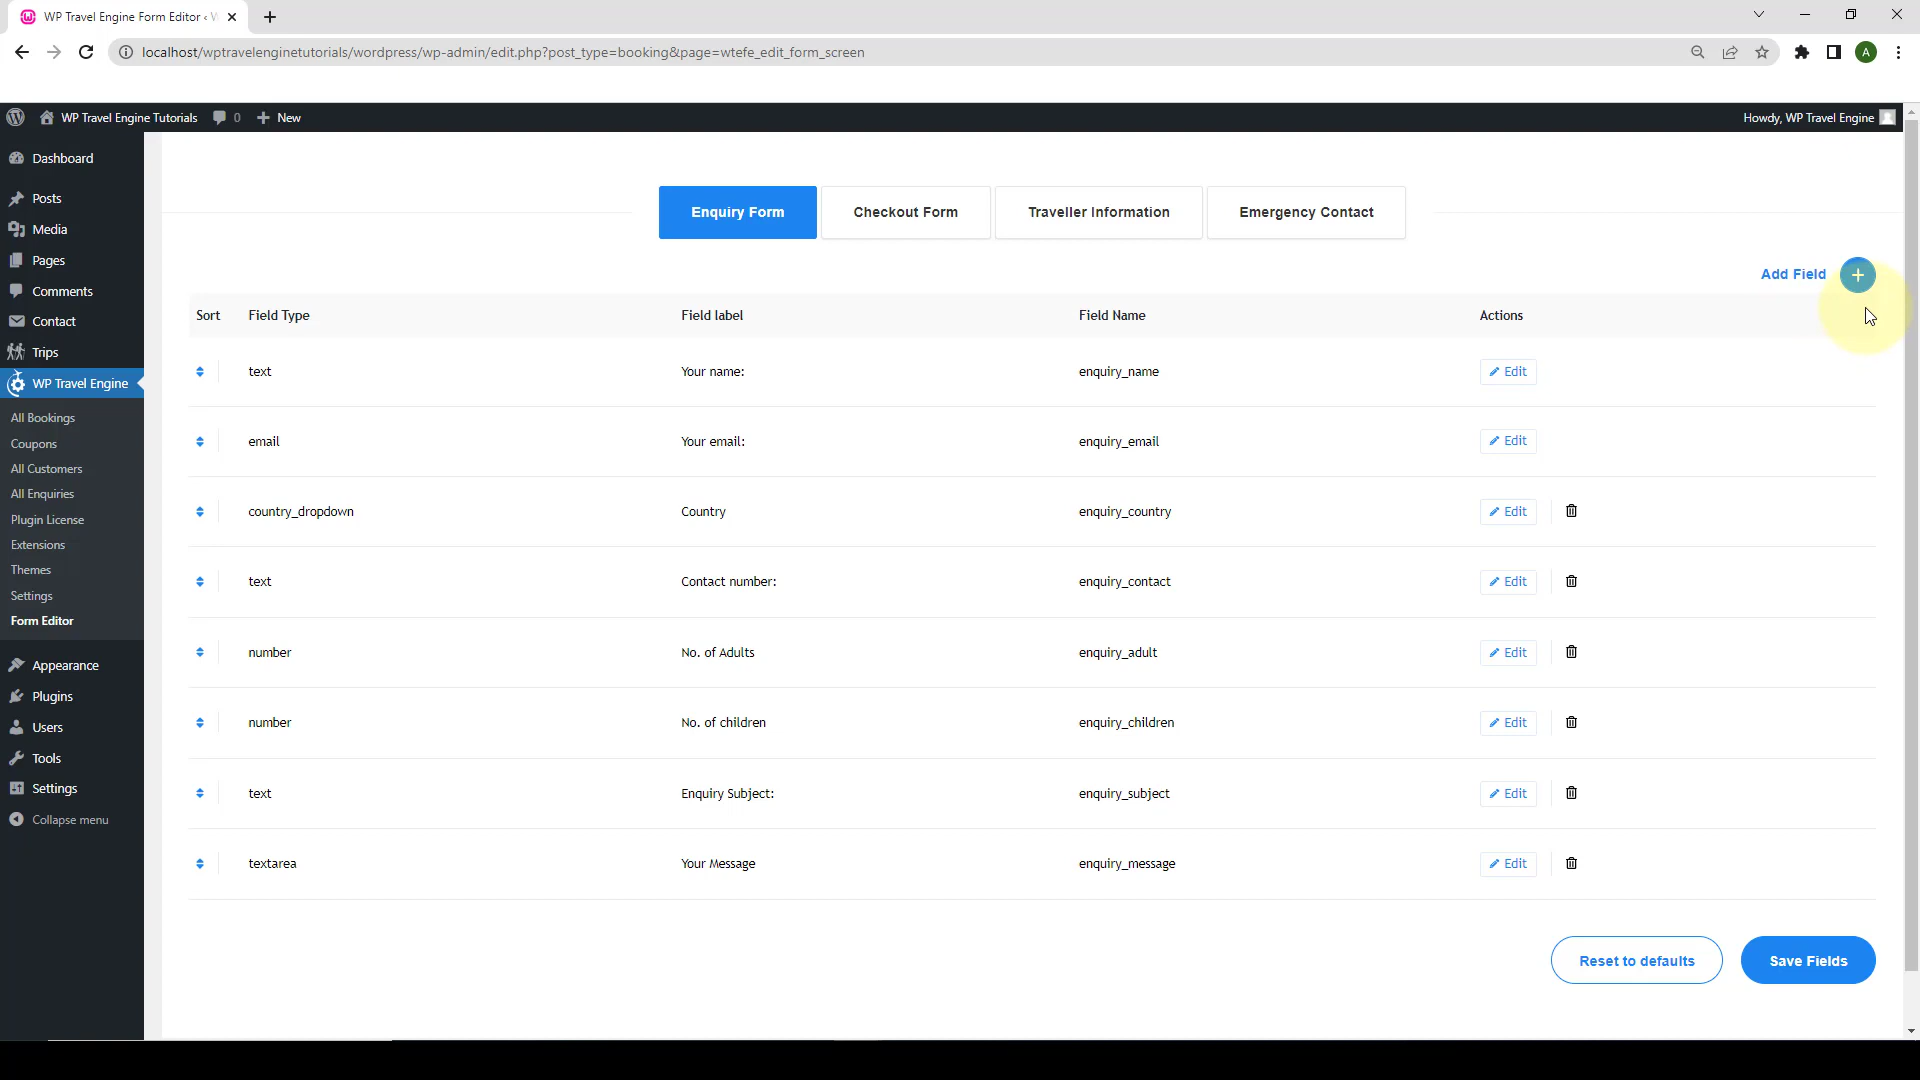 WP Travel Engine Form Editor ‹ W
localhost/wptravelenginetutorials/wordpress/wp-admin/edit.php?post_type=booking&page=wtefe_edit_form_screen
A
WP Travel Engine Tutorials
0
New
Howdy, WP Travel Engine
Dashboard
Posts
Media
Pages
Comments
Contact
Trips
WP Travel Engine
All Bookings
Coupons
All Customers
All Enquiries
Plugin License
Extensions
Themes
Settings
Form Editor
Appearance
Plugins
Users
Tools
Settings
Collapse menu
Enquiry Form
Checkout Form
Traveller Information
Emergency Contact
Add Field
Sort Field Type Field label Field Name Actions
text Your name: enquiry_name Edit
email Your email: enquiry_email Edit
country_dropdown Country enquiry_country Edit
text Contact number: enquiry_contact Edit
number No. of Adults enquiry_adult Edit
number No. of children enquiry_children Edit
text Enquiry Subject: enquiry_subject Edit
textarea Your Message enquiry_message Edit
Reset to defaults
Save Fields